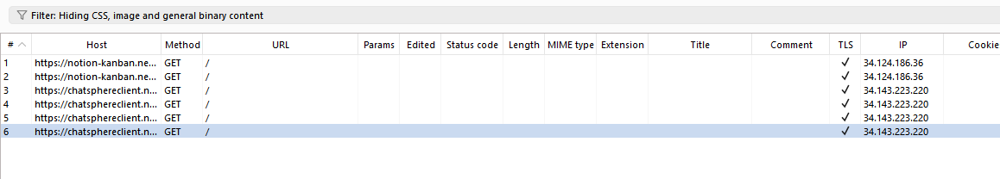 Filter: Hiding CSS, image and general binary content
# Host Method URL Params Edited Status code Length MIME type Extension Title Comment TLS IP Cookie
1 https://notion-kanban.ne... GET / ✓ 34.124.186.36
2 https://notion-kanban.ne... GET / ✓ 34.124.186.36
3 https://chatsphereclient.n... GET / ✓ 34.143.223.220
4 https://chatsphereclient.n... GET / ✓ 34.143.223.220
5 https://chatsphereclient.n... GET / ✓ 34.143.223.220
6 https://chatsphereclient.n... GET / ✓ 34.143.223.220